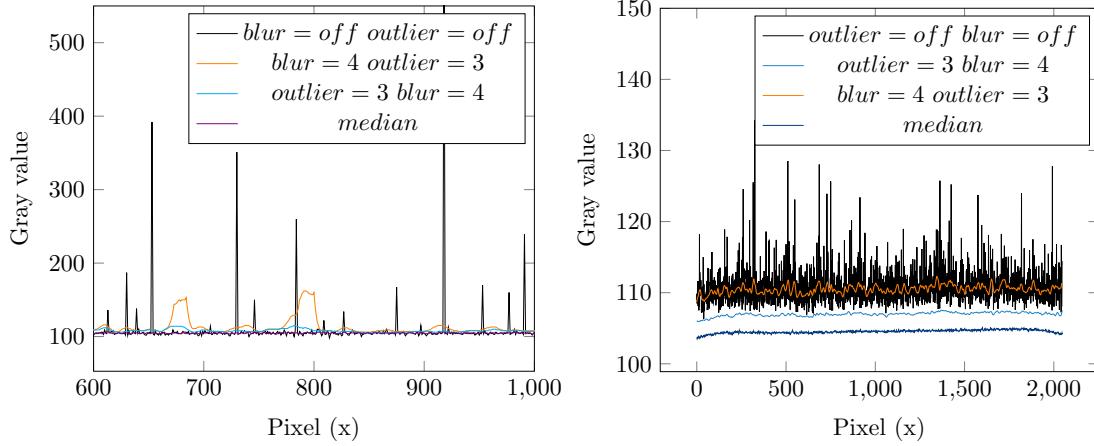 600 700 800 900 1,000
100
200
300
400
500
Pixel (x)
Gray value
blur = off outlier = off
blur = 4 outlier = 3
outlier = 3 blur = 4
median
0 500 1,000 1,500 2,000
100
110
120
130
140
150
Pixel (x)
Gray value
outlier = off blur = off
outlier = 3 blur = 4
blur = 4 outlier = 3
median